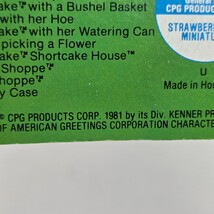 General
CPG PRODUCTS
STRAWBERR
MINIATU
ake with a Bushel Basket
with her Hoe
ake with her Watering Can
picking a Flower
ake Shortcake House™
Shoppe
Shoppe
y Case
U
Made in Ho
© CPG PRODUCTS CORP. 1981 by its Div. KENNER PR
OF AMERICAN GREETINGS CORPORATION CHARACTE